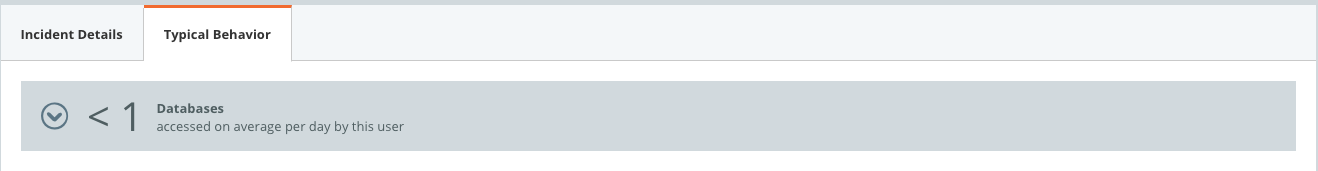 Incident Details
Typical Behavior
< 1
Databases
accessed on average per day by this user